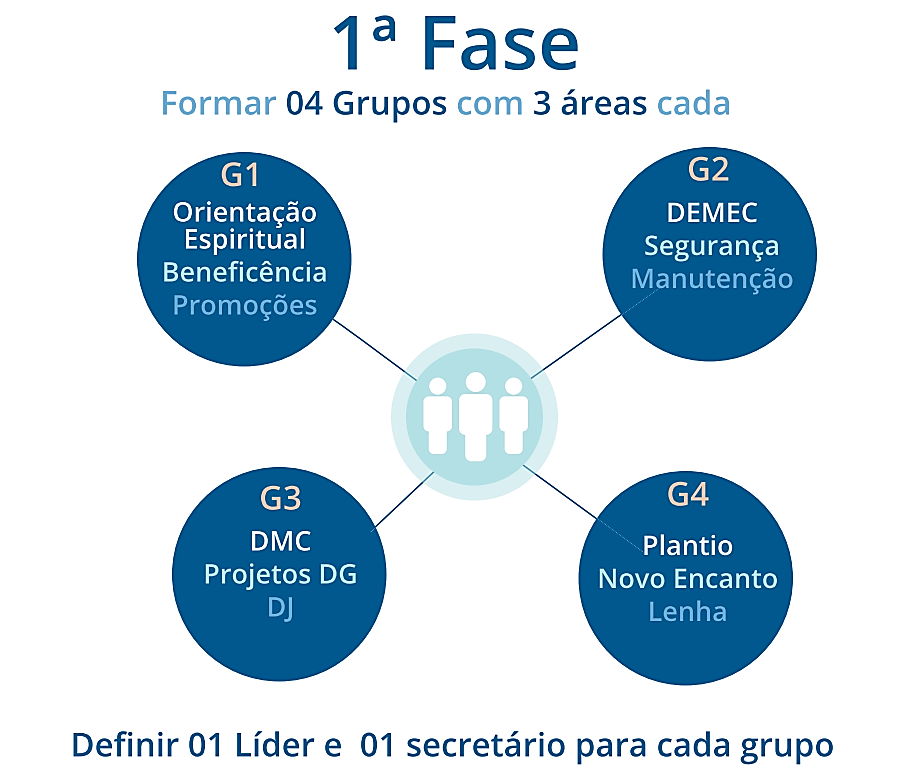 1ª Fase
Formar 04 Grupos com 3 áreas cada
G1
Orientação
Espiritual
Beneficência
Promoções
G2
DEMEC
Segurança
Manutenção
G3
DMC
Projetos DG
DJ
G4
Plantio
Novo Encanto
Lenha
Definir 01 Líder e 01 secretário para cada grupo